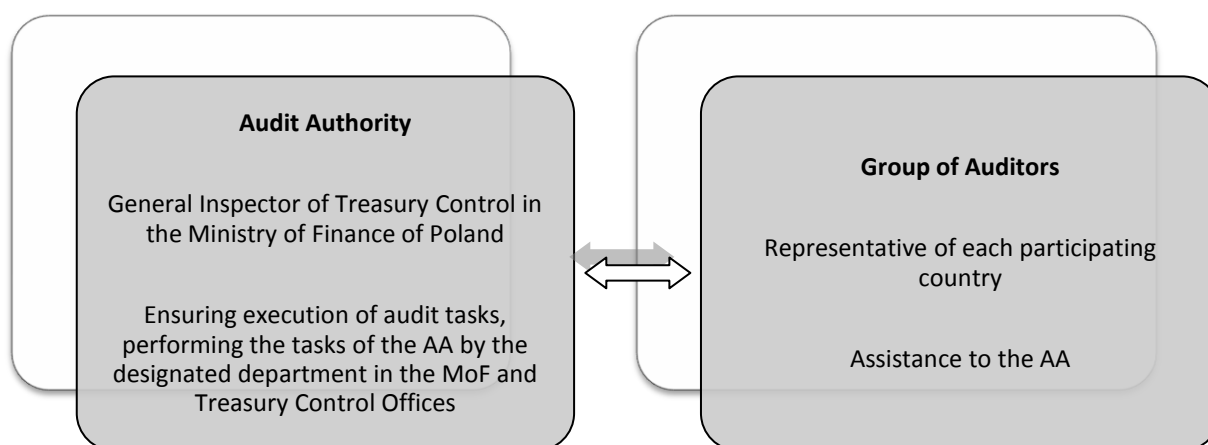 Audit Authority
General Inspector of Treasury Control in
the Ministry of Finance of Poland
Ensuring execution of audit tasks,
performing the tasks of the AA by the
designated department in the MoF and
Treasury Control Offices
Group of Auditors
Representative of each participating
country
Assistance to the AA